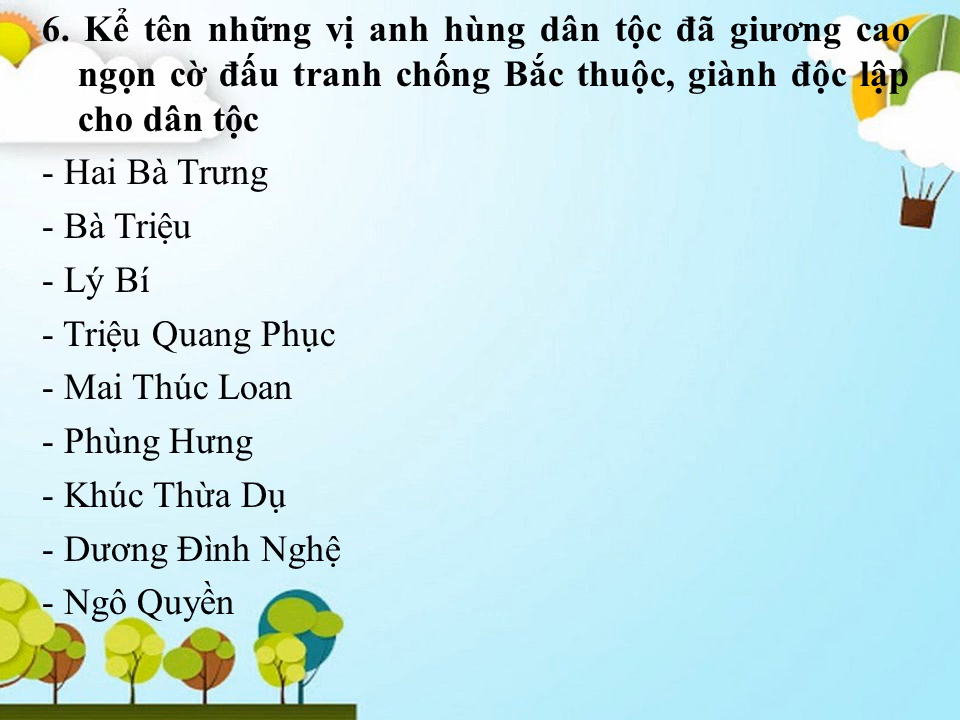 6. Kể tên những vị anh hùng dân tộc đã giương cao
ngọn cờ đấu tranh chống Bắc thuộc, giành độc lập
cho dân tộc
- Hai Bà Trưng
- Bà Triệu
- Lý Bí
- Triệu Quang Phục
- Mai Thúc Loan
- Phùng Hưng
- Khúc Thừa Dụ
- Dương Đình Nghệ
- Ngô Quyền